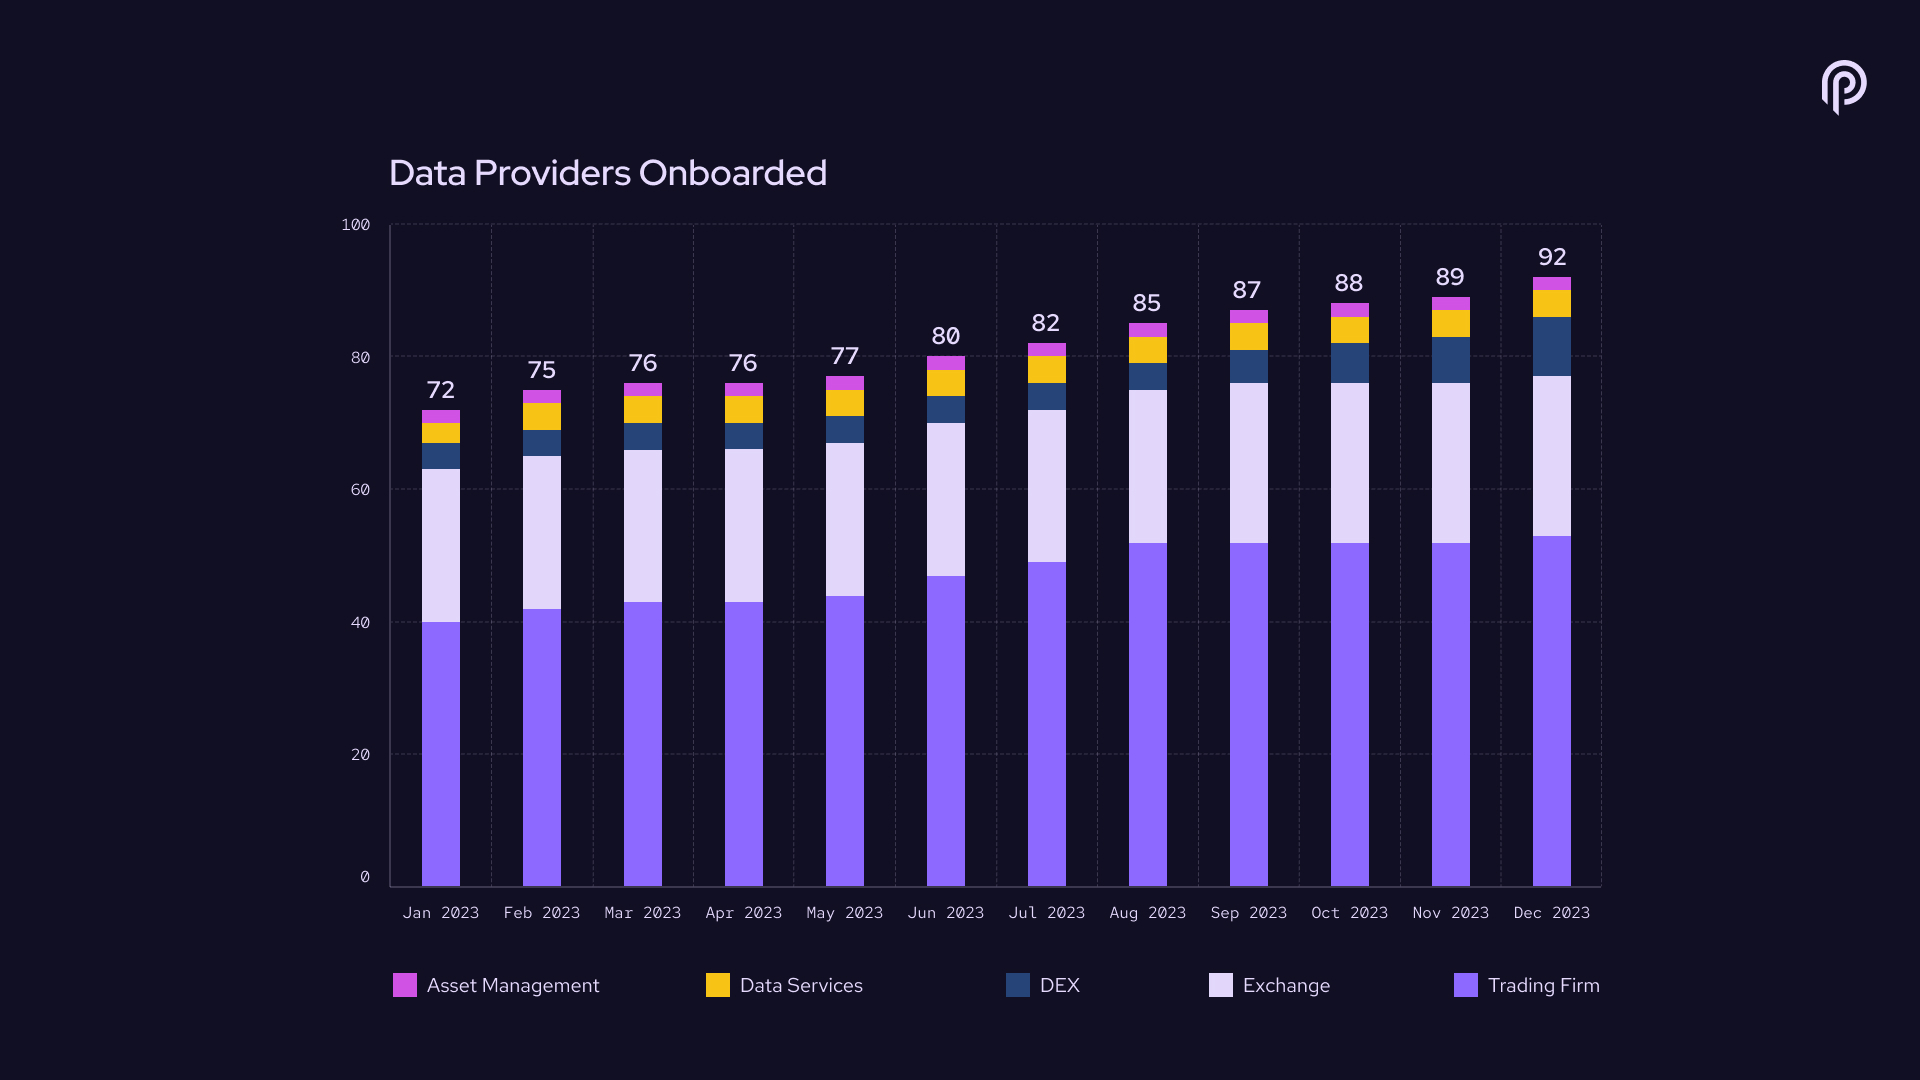 Data Providers Onboarded
100
80
60
40
20
0
72
75
76
76
77
80
82
85
87
88
89
92
Jan 2023
Feb 2023
Mar 2023
Apr 2023
May 2023
Jun 2023
Jul 2023
Aug 2023
Sep 2023
Oct 2023
Nov 2023
Dec 2023
Asset Management
Data Services
DEX
Exchange
Trading Firm